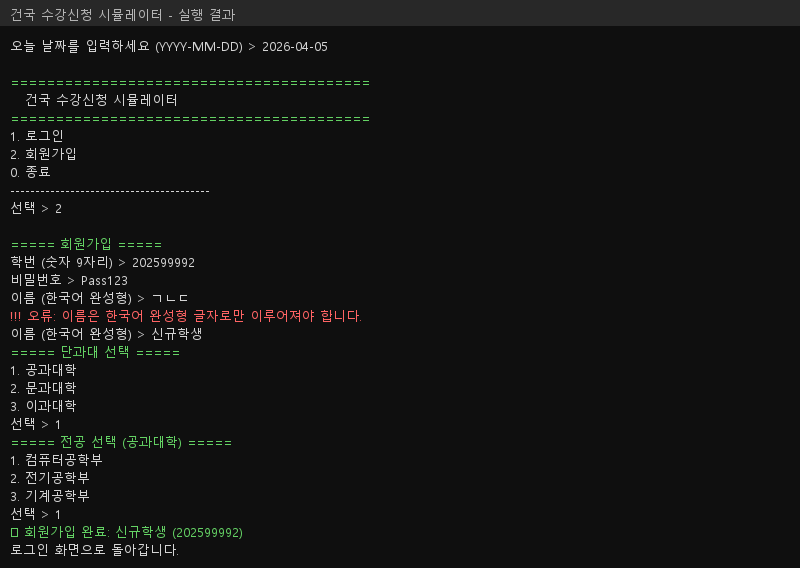 건국 수강신청 시뮬레이터 - 실행 결과
오늘 날짜를 입력하세요 (YYYY-MM-DD) > 2026-04-05
========================================
건국 수강신청 시뮬레이터
========================================
1. 로그인
2. 회원가입
0. 종료
----------------------------------------
선택 > 2
===== 회원가입 =====
학번 (숫자 9자리) > 202599992
비밀번호 > Pass123
이름 (한국어 완성형) > ㄱㄴㄷ
!!! 오류: 이름은 한국어 완성형 글자로만 이루어져야 합니다.
이름 (한국어 완성형) > 신규학생
===== 단과대 선택 =====
1. 공과대학
2. 문과대학
3. 이과대학
선택 > 1
===== 전공 선택 (공과대학) =====
1. 컴퓨터공학부
2. 전기공학부
3. 기계공학부
선택 > 1
회원가입 완료: 신규학생 (202599992)
로그인 화면으로 돌아갑니다.